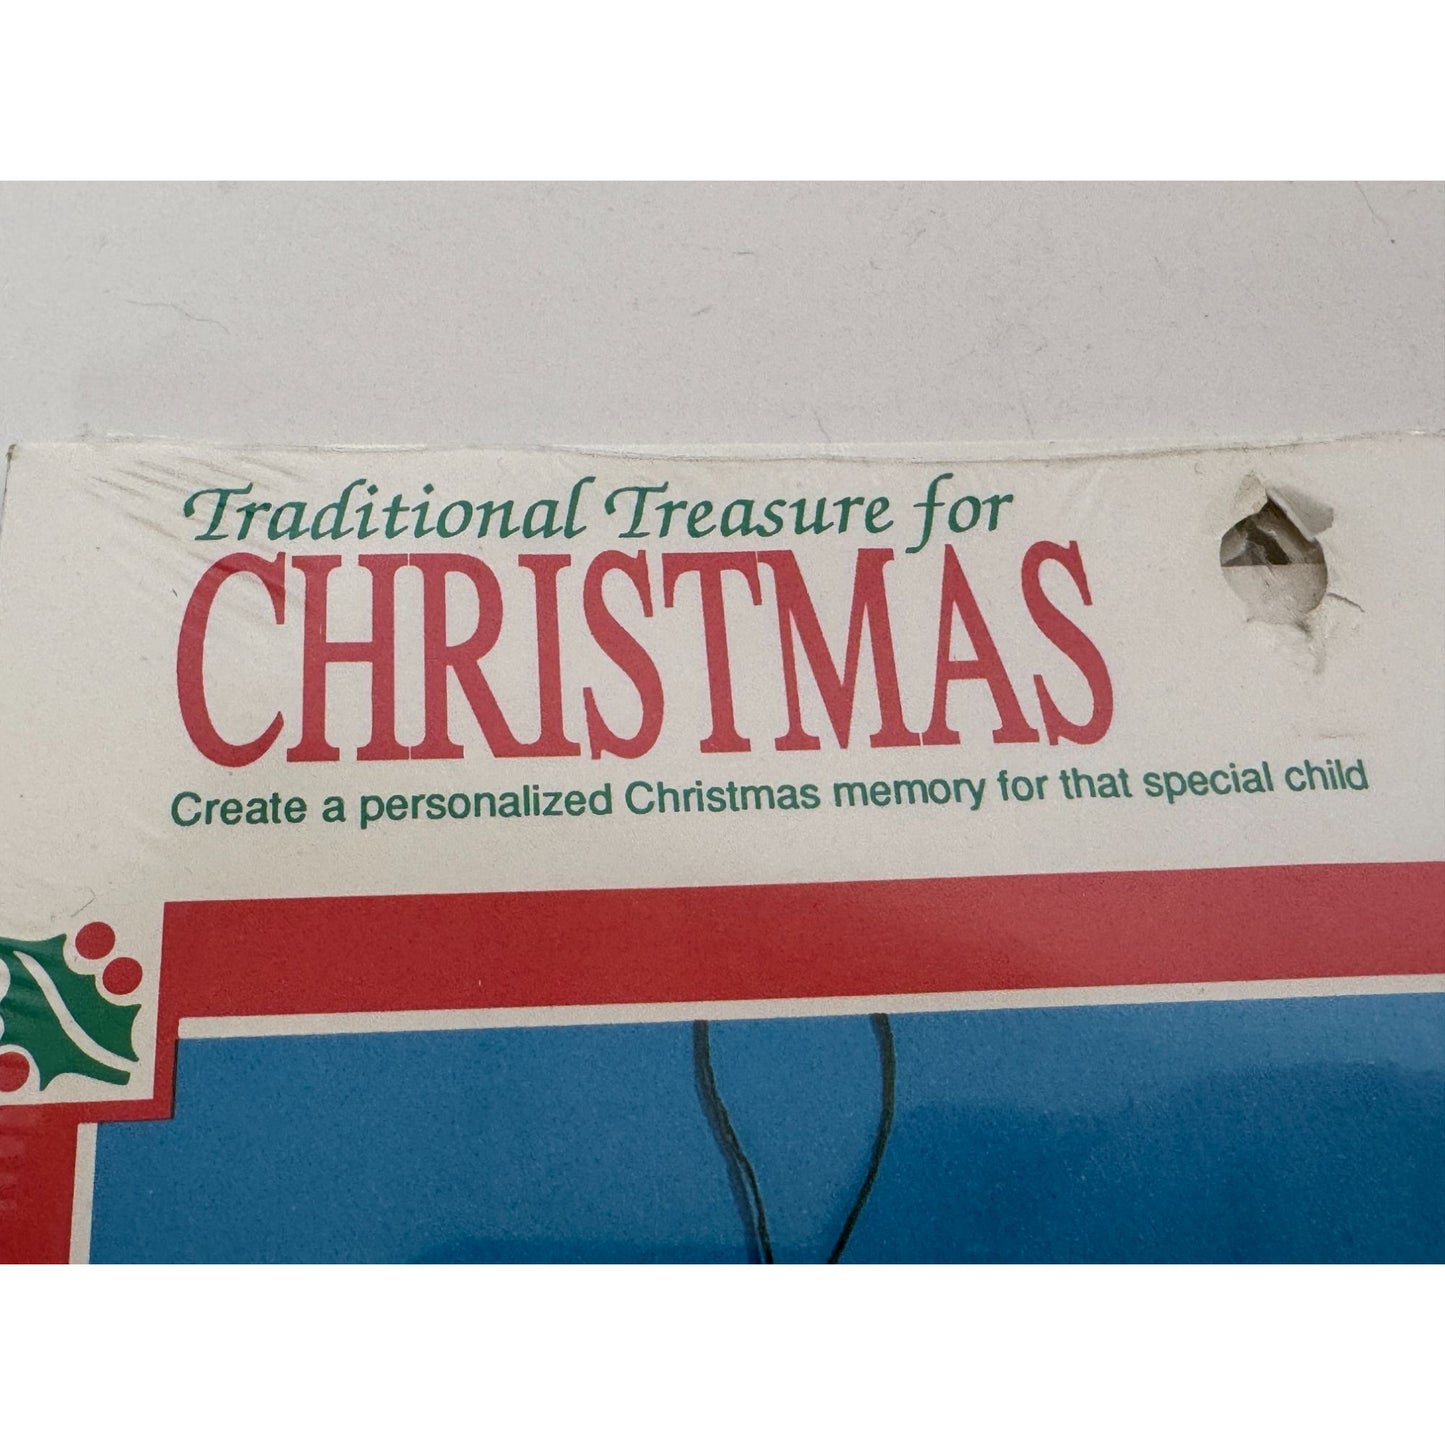 Traditional Treasure for
CHRISTMAS
Create a personalized Christmas memory for that special child